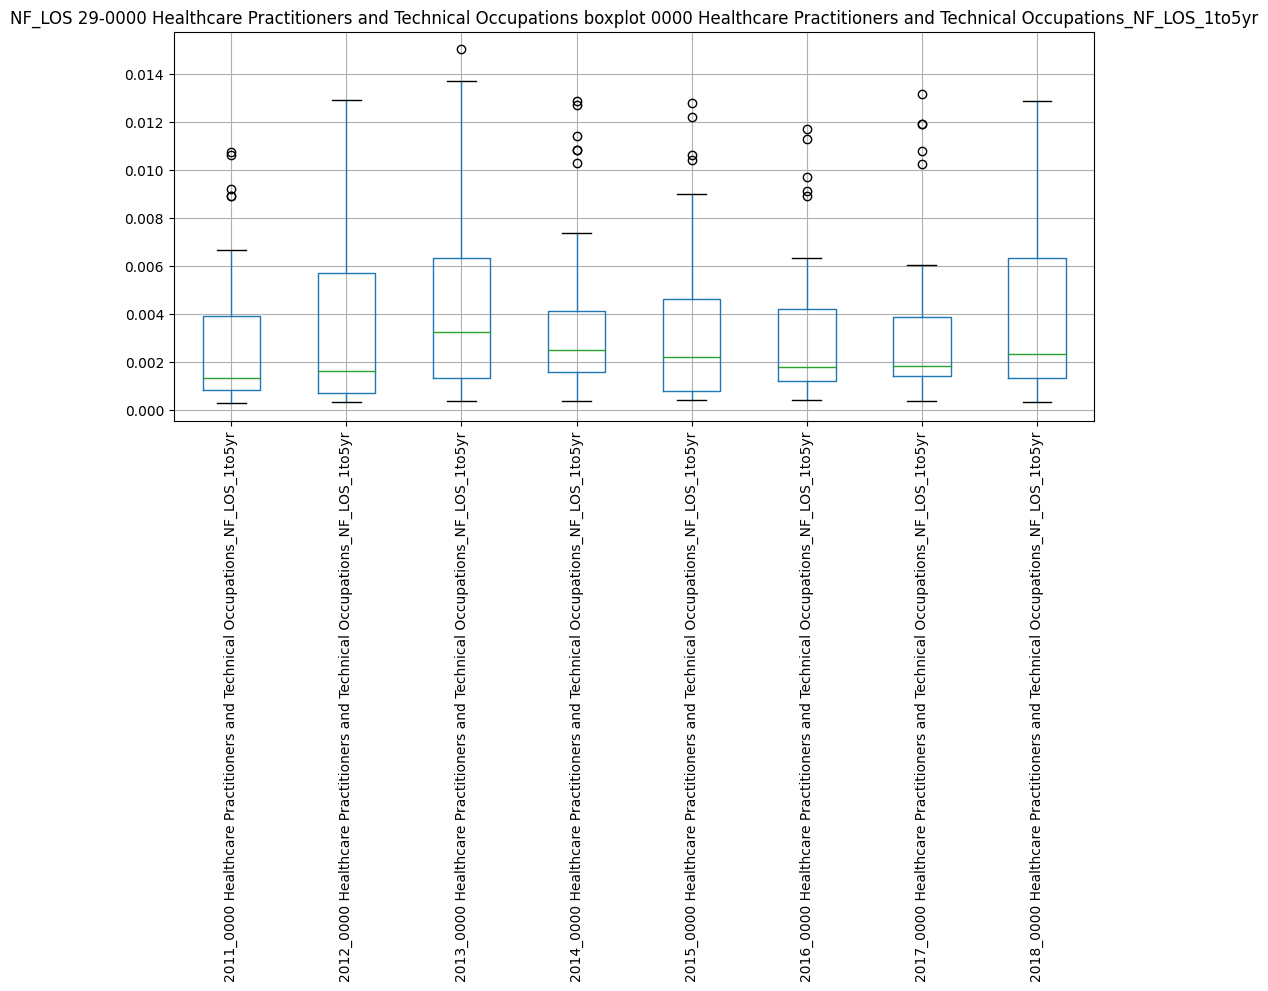 NF_LOS 29-0000 Healthcare Practitioners and Technical Occupations boxplot 0000 Healthcare Practitioners and Technical Occupations_NF_LOS_1to5yr
0.014
0.012
0.010
0.008
0.006
0.004
0.002
0.000
2011_0000 Healthcare Practitioners and Technical Occupations_NF_LOS_1to5yr
2012_0000 Healthcare Practitioners and Technical Occupations_NF_LOS_1to5yr
2013_0000 Healthcare Practitioners and Technical Occupations_NF_LOS_1to5yr
2014_0000 Healthcare Practitioners and Technical Occupations_NF_LOS_1to5yr
2015_0000 Healthcare Practitioners and Technical Occupations_NF_LOS_1to5yr
2016_0000 Healthcare Practitioners and Technical Occupations_NF_LOS_1to5yr
2017_0000 Healthcare Practitioners and Technical Occupations_NF_LOS_1to5yr
2018_0000 Healthcare Practitioners and Technical Occupations_NF_LOS_1to5yr